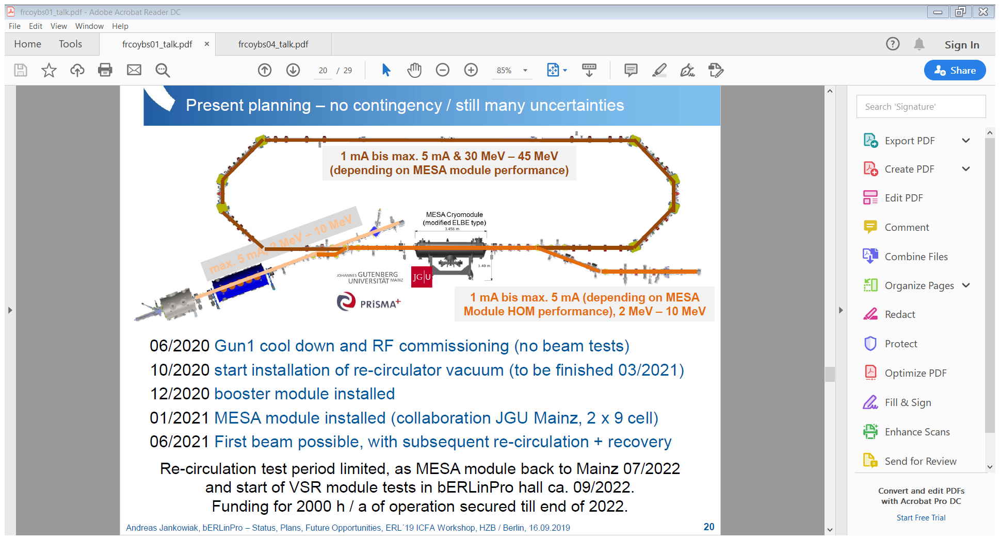 frcoybs01_talk.pdf - Adobe Acrobat Reader DC
File Edit View Window Help
Home Tools frcoybs01_talk.pdf × frcoybs04_talk.pdf Sign In
20 / 29 85% Share
Present planning – no contingency / still many uncertainties
1 mA bis max. 5 mA & 30 MeV – 45 MeV
(depending on MESA module performance)
max. 5 mA, 2 MeV – 10 MeV
MESA Cryomodule
(modified ELBE type)
3.456 m
1.40 m
JOHANNES GUTENBERG
UNIVERSITÄT MAINZ
JG|U
PRiSMA+
1 mA bis max. 5 mA (depending on MESA
Module HOM performance), 2 MeV – 10 MeV
06/2020 Gun1 cool down and RF commissioning (no beam tests)
10/2020 start installation of re-circulator vacuum (to be finished 03/2021)
12/2020 booster module installed
01/2021 MESA module installed (collaboration JGU Mainz, 2 x 9 cell)
06/2021 First beam possible, with subsequent re-circulation + recovery
Re-circulation test period limited, as MESA module back to Mainz 07/2022
and start of VSR module tests in bERLinPro hall ca. 09/2022.
Funding for 2000 h / a of operation secured till end of 2022.
Andreas Jankowiak, bERLinPro – Status, Plans, Future Opportunities, ERL´19 ICFA Workshop, HZB / Berlin, 16.09.2019
20
Search 'Signature'
Export PDF
Create PDF
Edit PDF
Comment
Combine Files
Organize Pages
Redact
Protect
Optimize PDF
Fill & Sign
Enhance Scans
Send for Review
Convert and edit PDFs
with Acrobat Pro DC
Start Free Trial